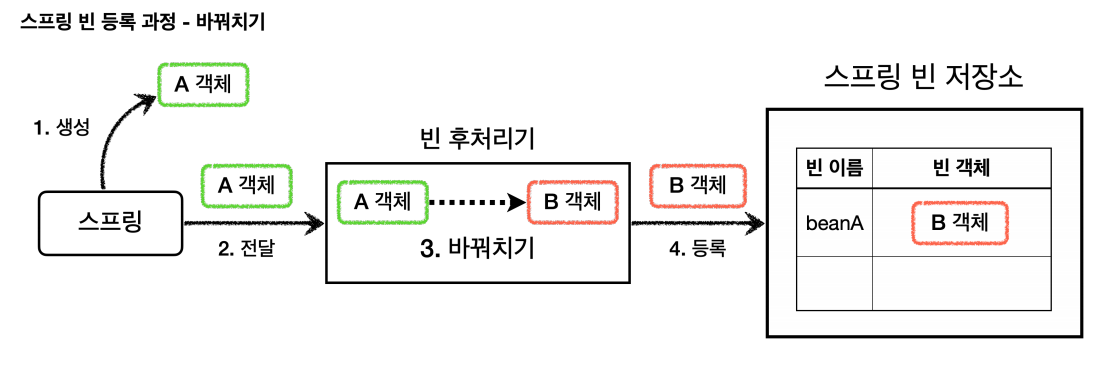 스프링 빈 등록 과정 - 바꿔치기
A 객체
1. 생성
스프링
A 객체
2. 전달
빈 후처리기
A 객체
B 객체
3. 바꿔치기
B 객체
4. 등록
스프링 빈 저장소
빈 이름
빈 객체
beanA
B 객체